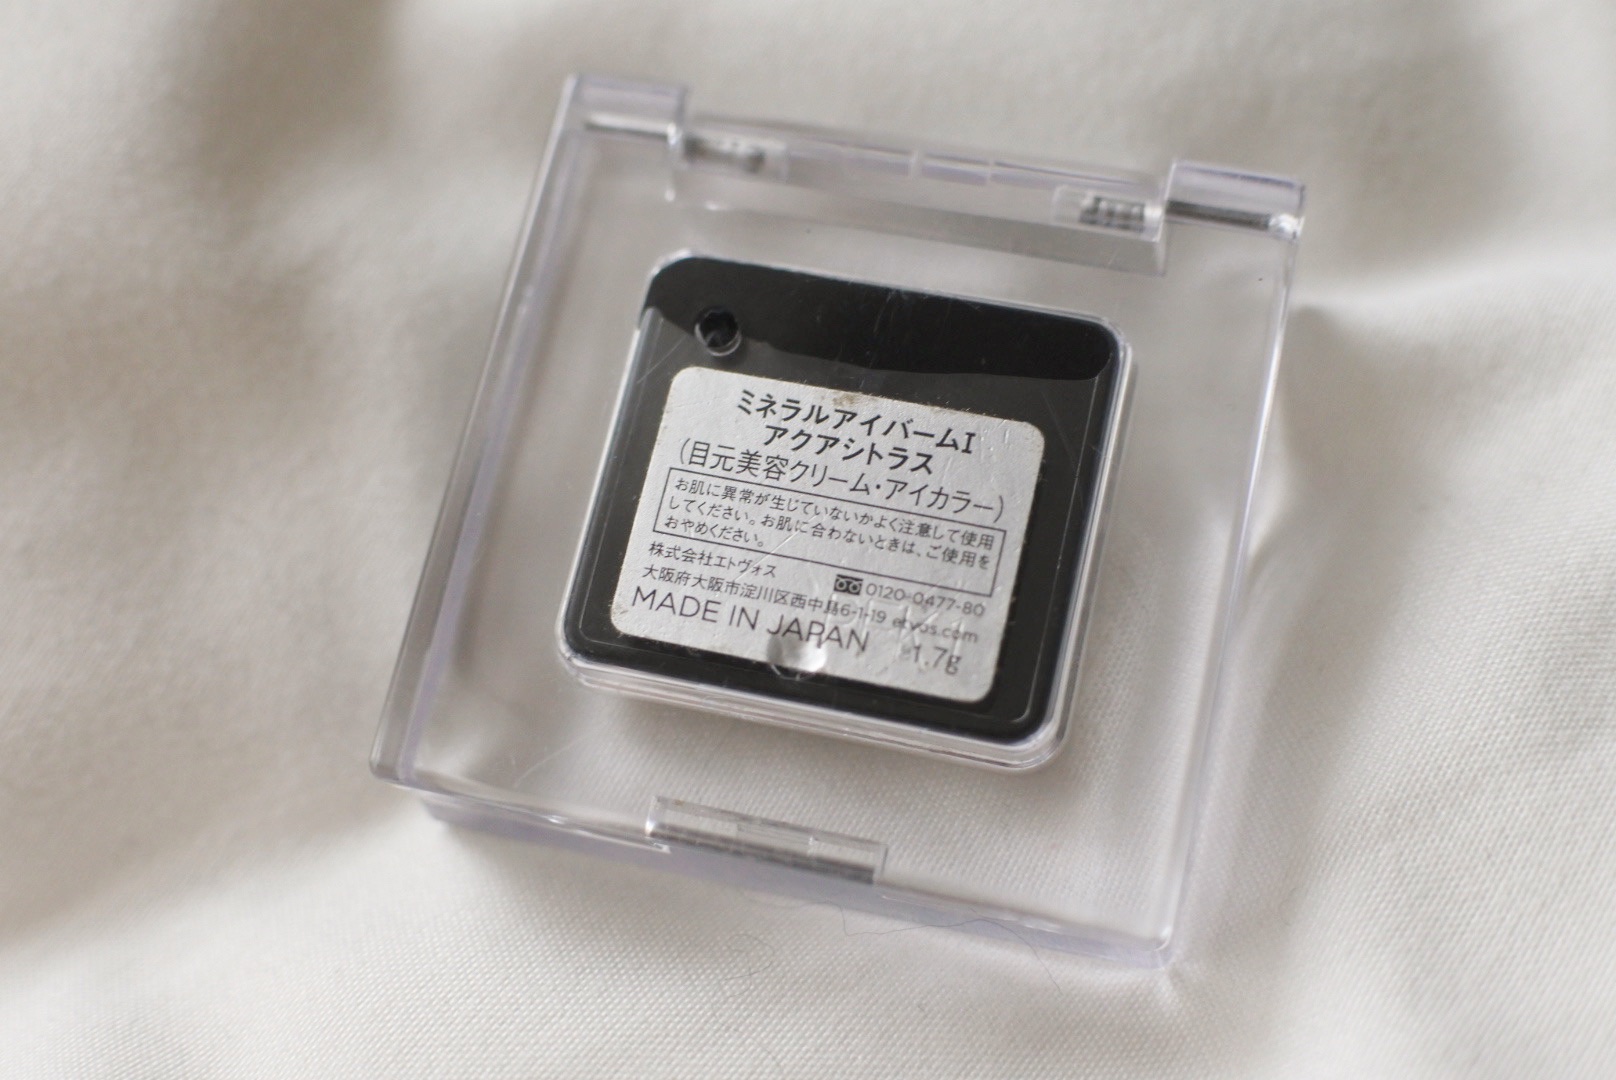 ミネラルアイバームI
アクアシトラス
(目元美容クリーム・アイカラー)
お肌に異常が生じていないかよく注意して使用
してください。お肌に合わないときは、ご使用を
おやめください。
株式会社エトヴォス
0120-0477-80
大阪府大阪市淀川区西中島6-1-19 etvos.com
MADE IN JAPAN 1.7g